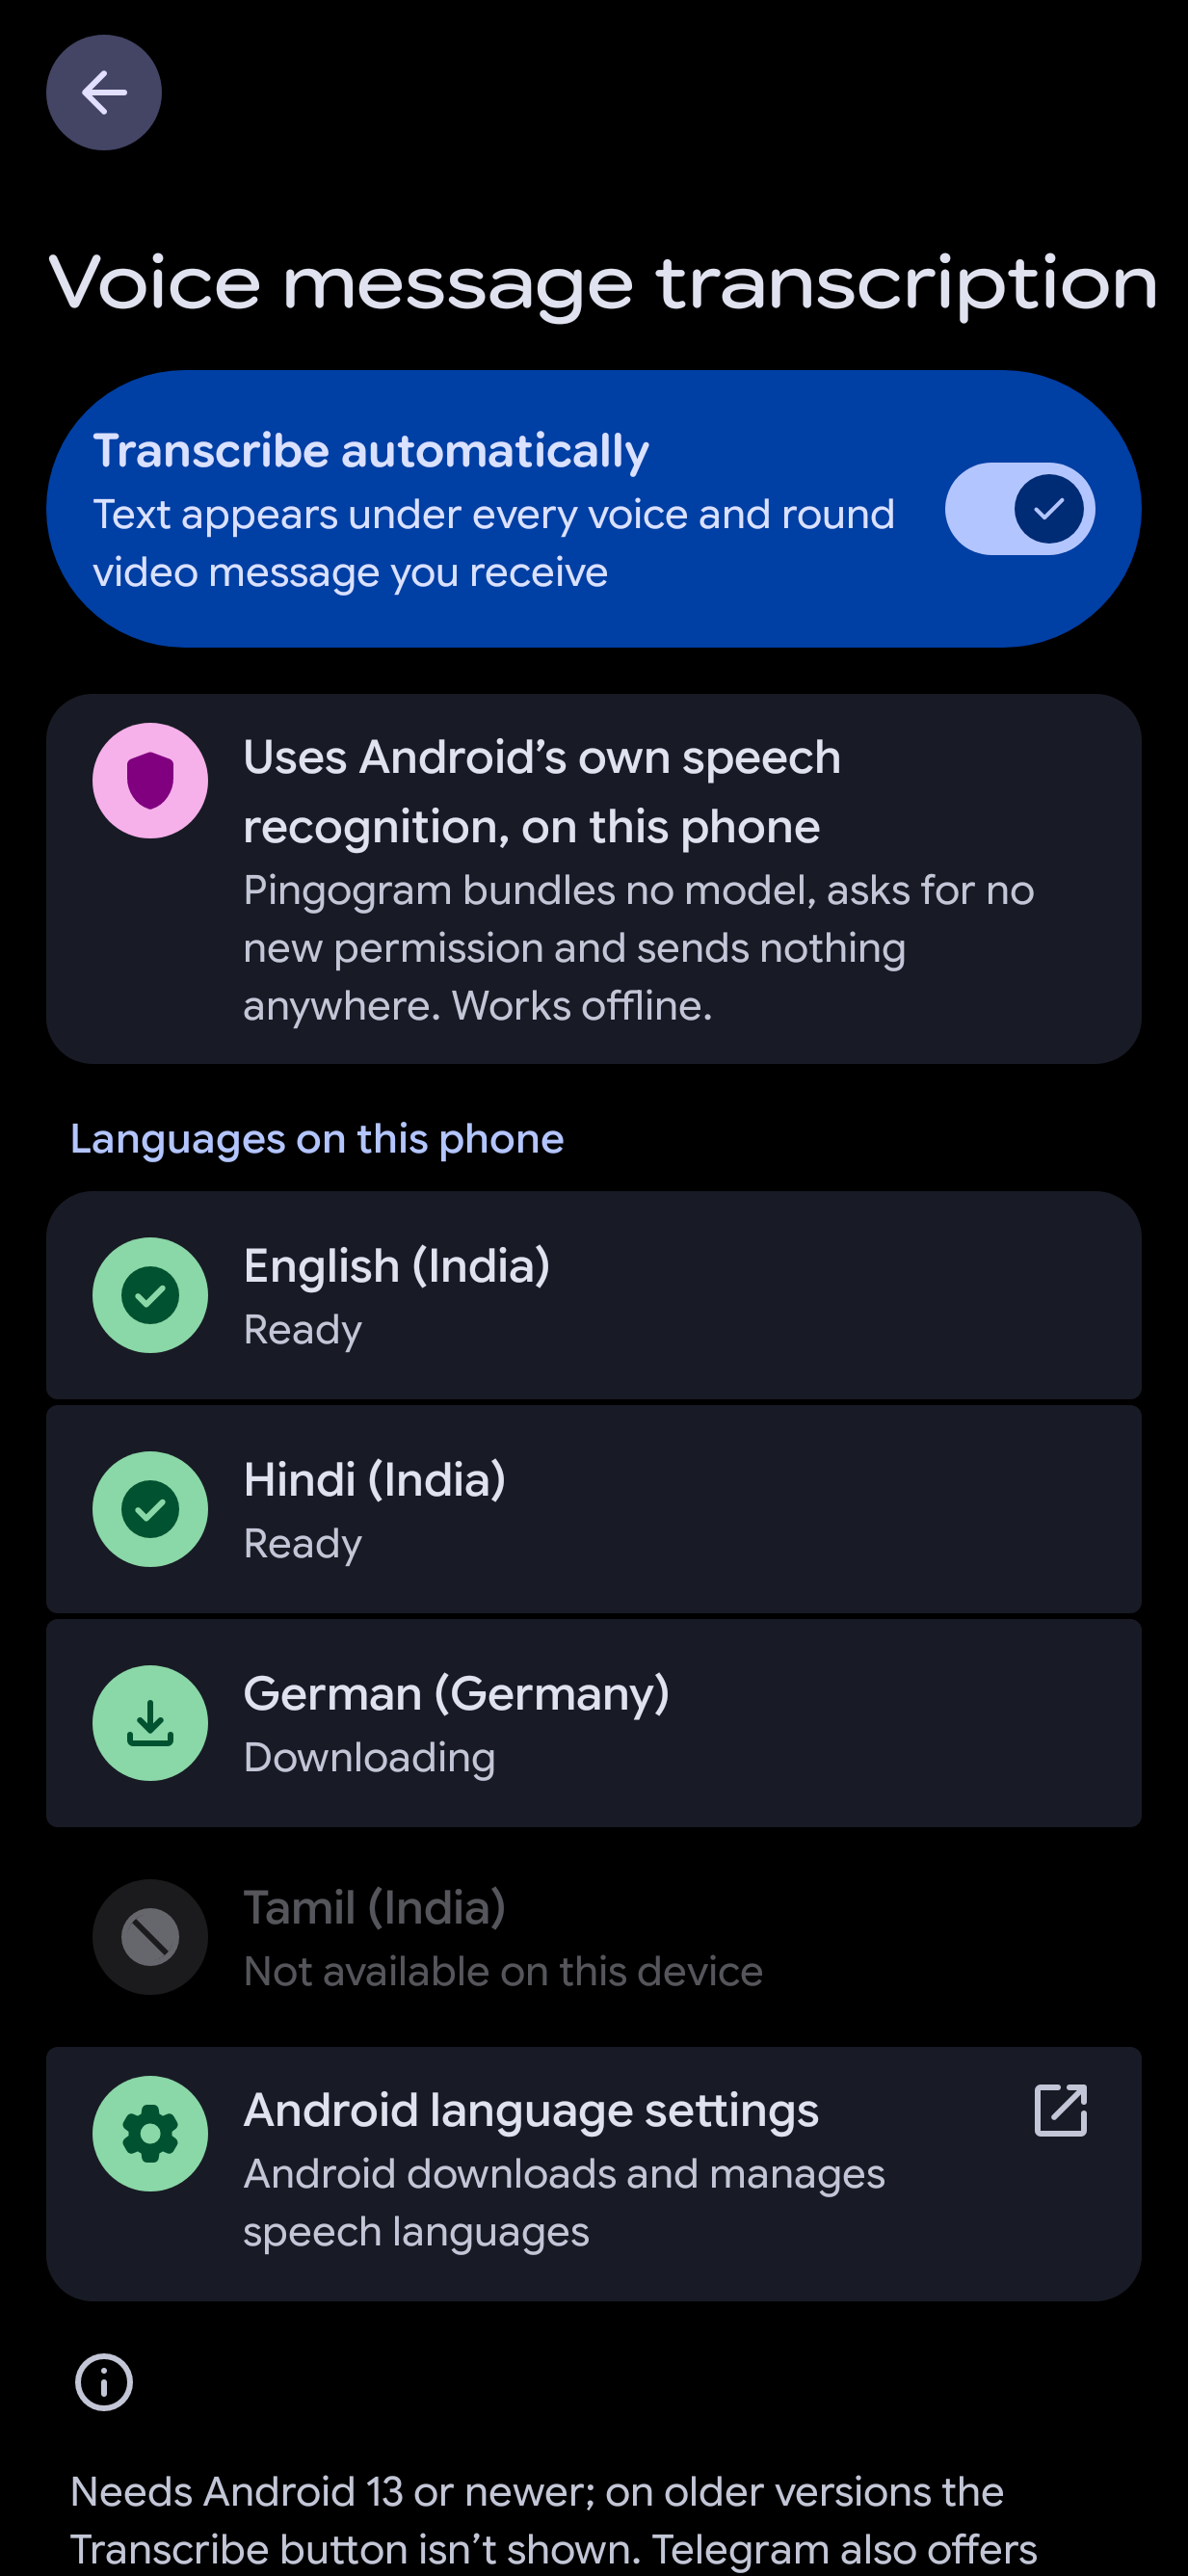 Voice message transcription
Transcribe automatically
Text appears under every voice and round
video message you receive
Uses Android’s own speech
recognition, on this phone
Pingogram bundles no model, asks for no
new permission and sends nothing
anywhere. Works offline.
Languages on this phone
English (India)
Ready
Hindi (India)
Ready
German (Germany)
Downloading
Tamil (India)
Not available on this device
Android language settings
Android downloads and manages
speech languages
Needs Android 13 or newer; on older versions the
Transcribe button isn’t shown. Telegram also offers